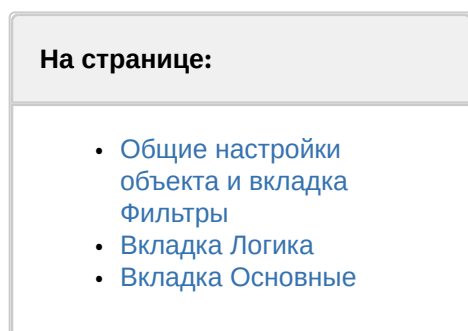 На странице:
• Общие настройки
объекта и вкладка
Фильтры
• Вкладка Логика
• Вкладка Основные